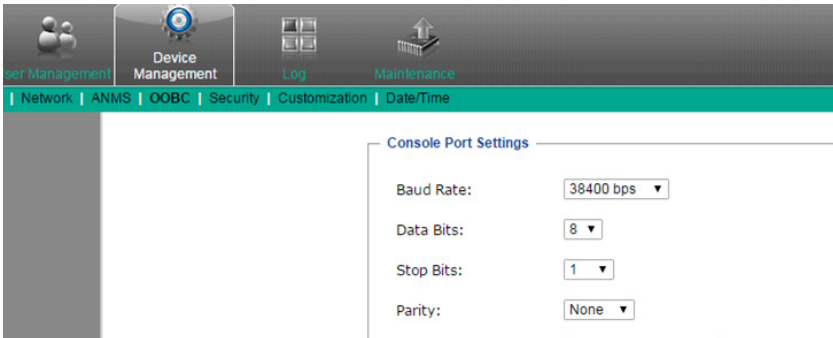 ser Management
Device
Management
Log
Maintenance
| Network | ANMS | OOBC | Security | Customization | Date/Time
Console Port Settings
Baud Rate: 38400 bps
Data Bits: 8
Stop Bits: 1
Parity: None